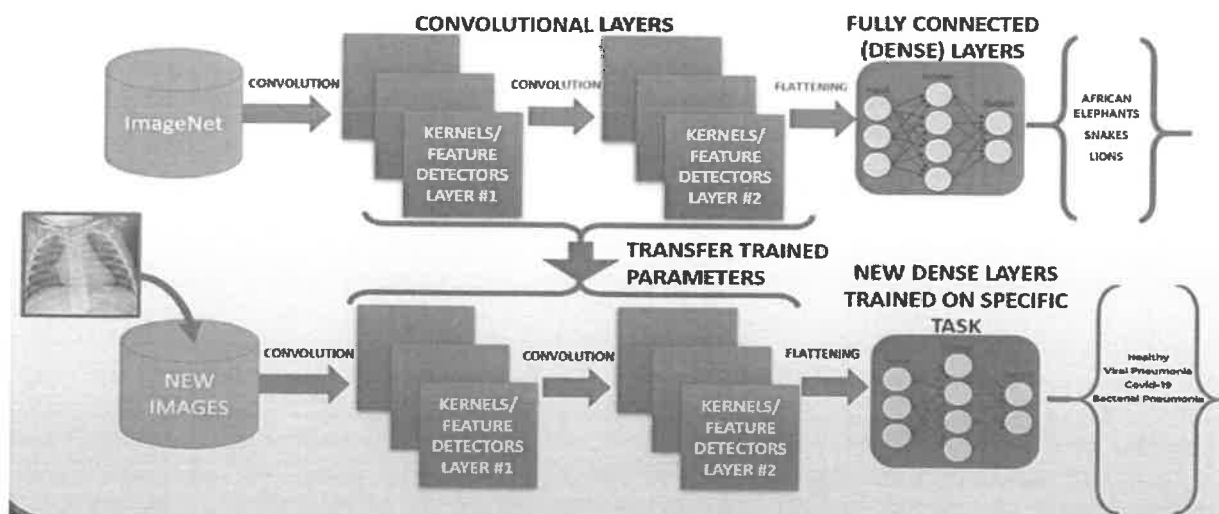 CONVOLUTIONAL LAYERS
FULLY CONNECTED
(DENSE) LAYERS
ImageNet
CONVOLUTION
KERNELS/
FEATURE
DETECTORS
LAYER #1
CONVOLUTION
KERNELS/
FEATURE
DETECTORS
LAYER #2
FLATTENING
AFRICAN
ELEPHANTS
SNAKES
LIONS
TRANSFER TRAINED
PARAMETERS
NEW DENSE LAYERS
TRAINED ON SPECIFIC
TASK
NEW
IMAGES
CONVOLUTION
KERNELS/
FEATURE
DETECTORS
LAYER #1
CONVOLUTION
KERNELS/
FEATURE
DETECTORS
LAYER #2
FLATTENING
Healthy
Viral Pneumonia
Covid-19
Bacterial Pneumonia